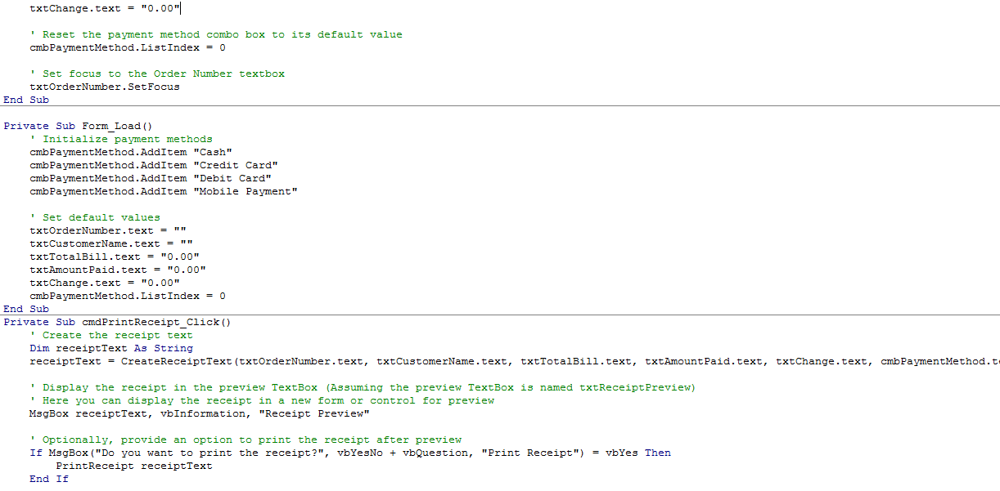 txtChange.text = "0.00"
' Reset the payment method combo box to its default value
cmbPaymentMethod.ListIndex = 0
' Set focus to the Order Number textbox
txtOrderNumber.SetFocus
End Sub
Private Sub Form_Load()
' Initialize payment methods
cmbPaymentMethod.AddItem "Cash"
cmbPaymentMethod.AddItem "Credit Card"
cmbPaymentMethod.AddItem "Debit Card"
cmbPaymentMethod.AddItem "Mobile Payment"
' Set default values
txtOrderNumber.text = ""
txtCustomerName.text = ""
txtTotalBill.text = "0.00"
txtAmountPaid.text = "0.00"
txtChange.text = "0.00"
cmbPaymentMethod.ListIndex = 0
End Sub
Private Sub cmdPrintReceipt_Click()
' Create the receipt text
Dim receiptText As String
receiptText = CreateReceiptText(txtOrderNumber.text, txtCustomerName.text, txtTotalBill.text, txtAmountPaid.text, txtChange.text, cmbPaymentMethod.t
' Display the receipt in the preview TextBox (Assuming the preview TextBox is named txtReceiptPreview)
' Here you can display the receipt in a new form or control for preview
MsgBox receiptText, vbInformation, "Receipt Preview"
' Optionally, provide an option to print the receipt after preview
If MsgBox("Do you want to print the receipt?", vbYesNo + vbQuestion, "Print Receipt") = vbYes Then
PrintReceipt receiptText
End If